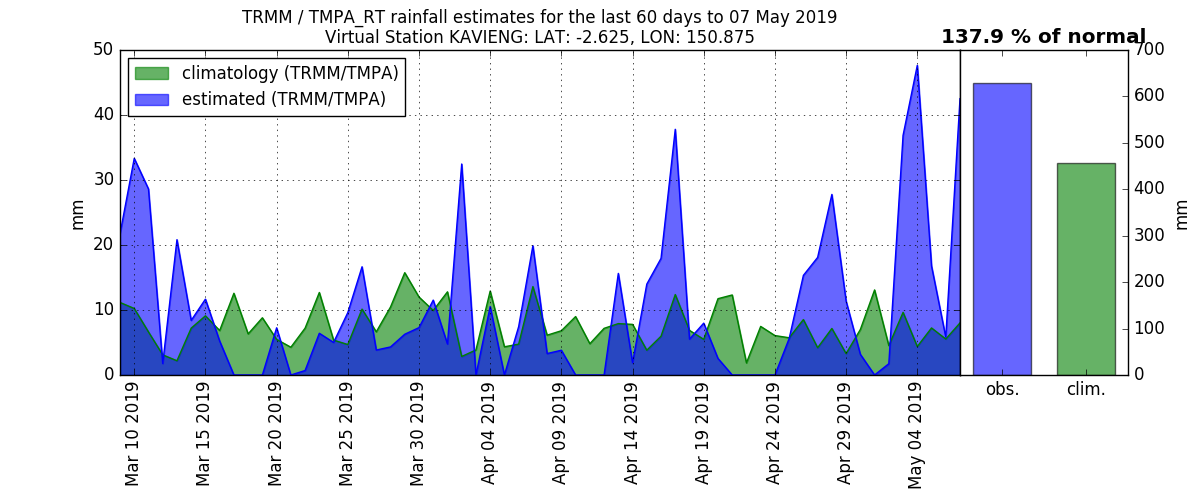 TRMM / TMPA_RT rainfall estimates for the last 60 days to 07 May 2019
Virtual Station KAVIENG: LAT: -2.625, LON: 150.875
137.9 % of normal
climatology (TRMM/TMPA)
estimated (TRMM/TMPA)
50
40
30
20
10
0
mm
Mar 10 2019
Mar 15 2019
Mar 20 2019
Mar 25 2019
Mar 30 2019
Apr 04 2019
Apr 09 2019
Apr 14 2019
Apr 19 2019
Apr 24 2019
Apr 29 2019
May 04 2019
obs.
clim.
700
600
500
400
300
200
100
0
mm